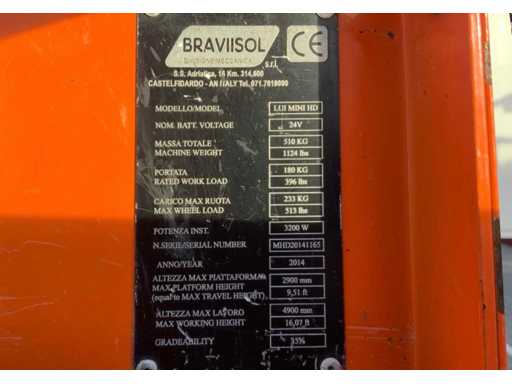 BRAVIISOL
DIVISIONE MECCANICA
S.r.l.
CE
S.S. Adriatica, 16 Km. 314,600
CASTELFIDARDO - AN ITALY Tel. 071.7819090
MODELLO/MODEL LUI MINI HD
NOM. BATT. VOLTAGE 24V
MASSA TOTALE 510 KG
MACHINE WEIGHT 1124 lbs
PORTATA 180 KG
RATED WORK LOAD 396 lbs
CARICO MAX RUOTA 233 KG
MAX WHEEL LOAD 513 lbs
POTENZA INST. 3200 W
N.SERIE/SERIAL NUMBER MHD20141165
ANNO/YEAR 2014
ALTEZZA MAX PIATTAFORMA 2900 mm
MAX PLATFORM HEIGHT 9,51 ft
(equal to MAX TRAVEL HEIGHT)
ALTEZZA MAX LAVORO 4900 mm
MAX WORKING HEIGHT 16,07 ft
GRADEABILITY 35%